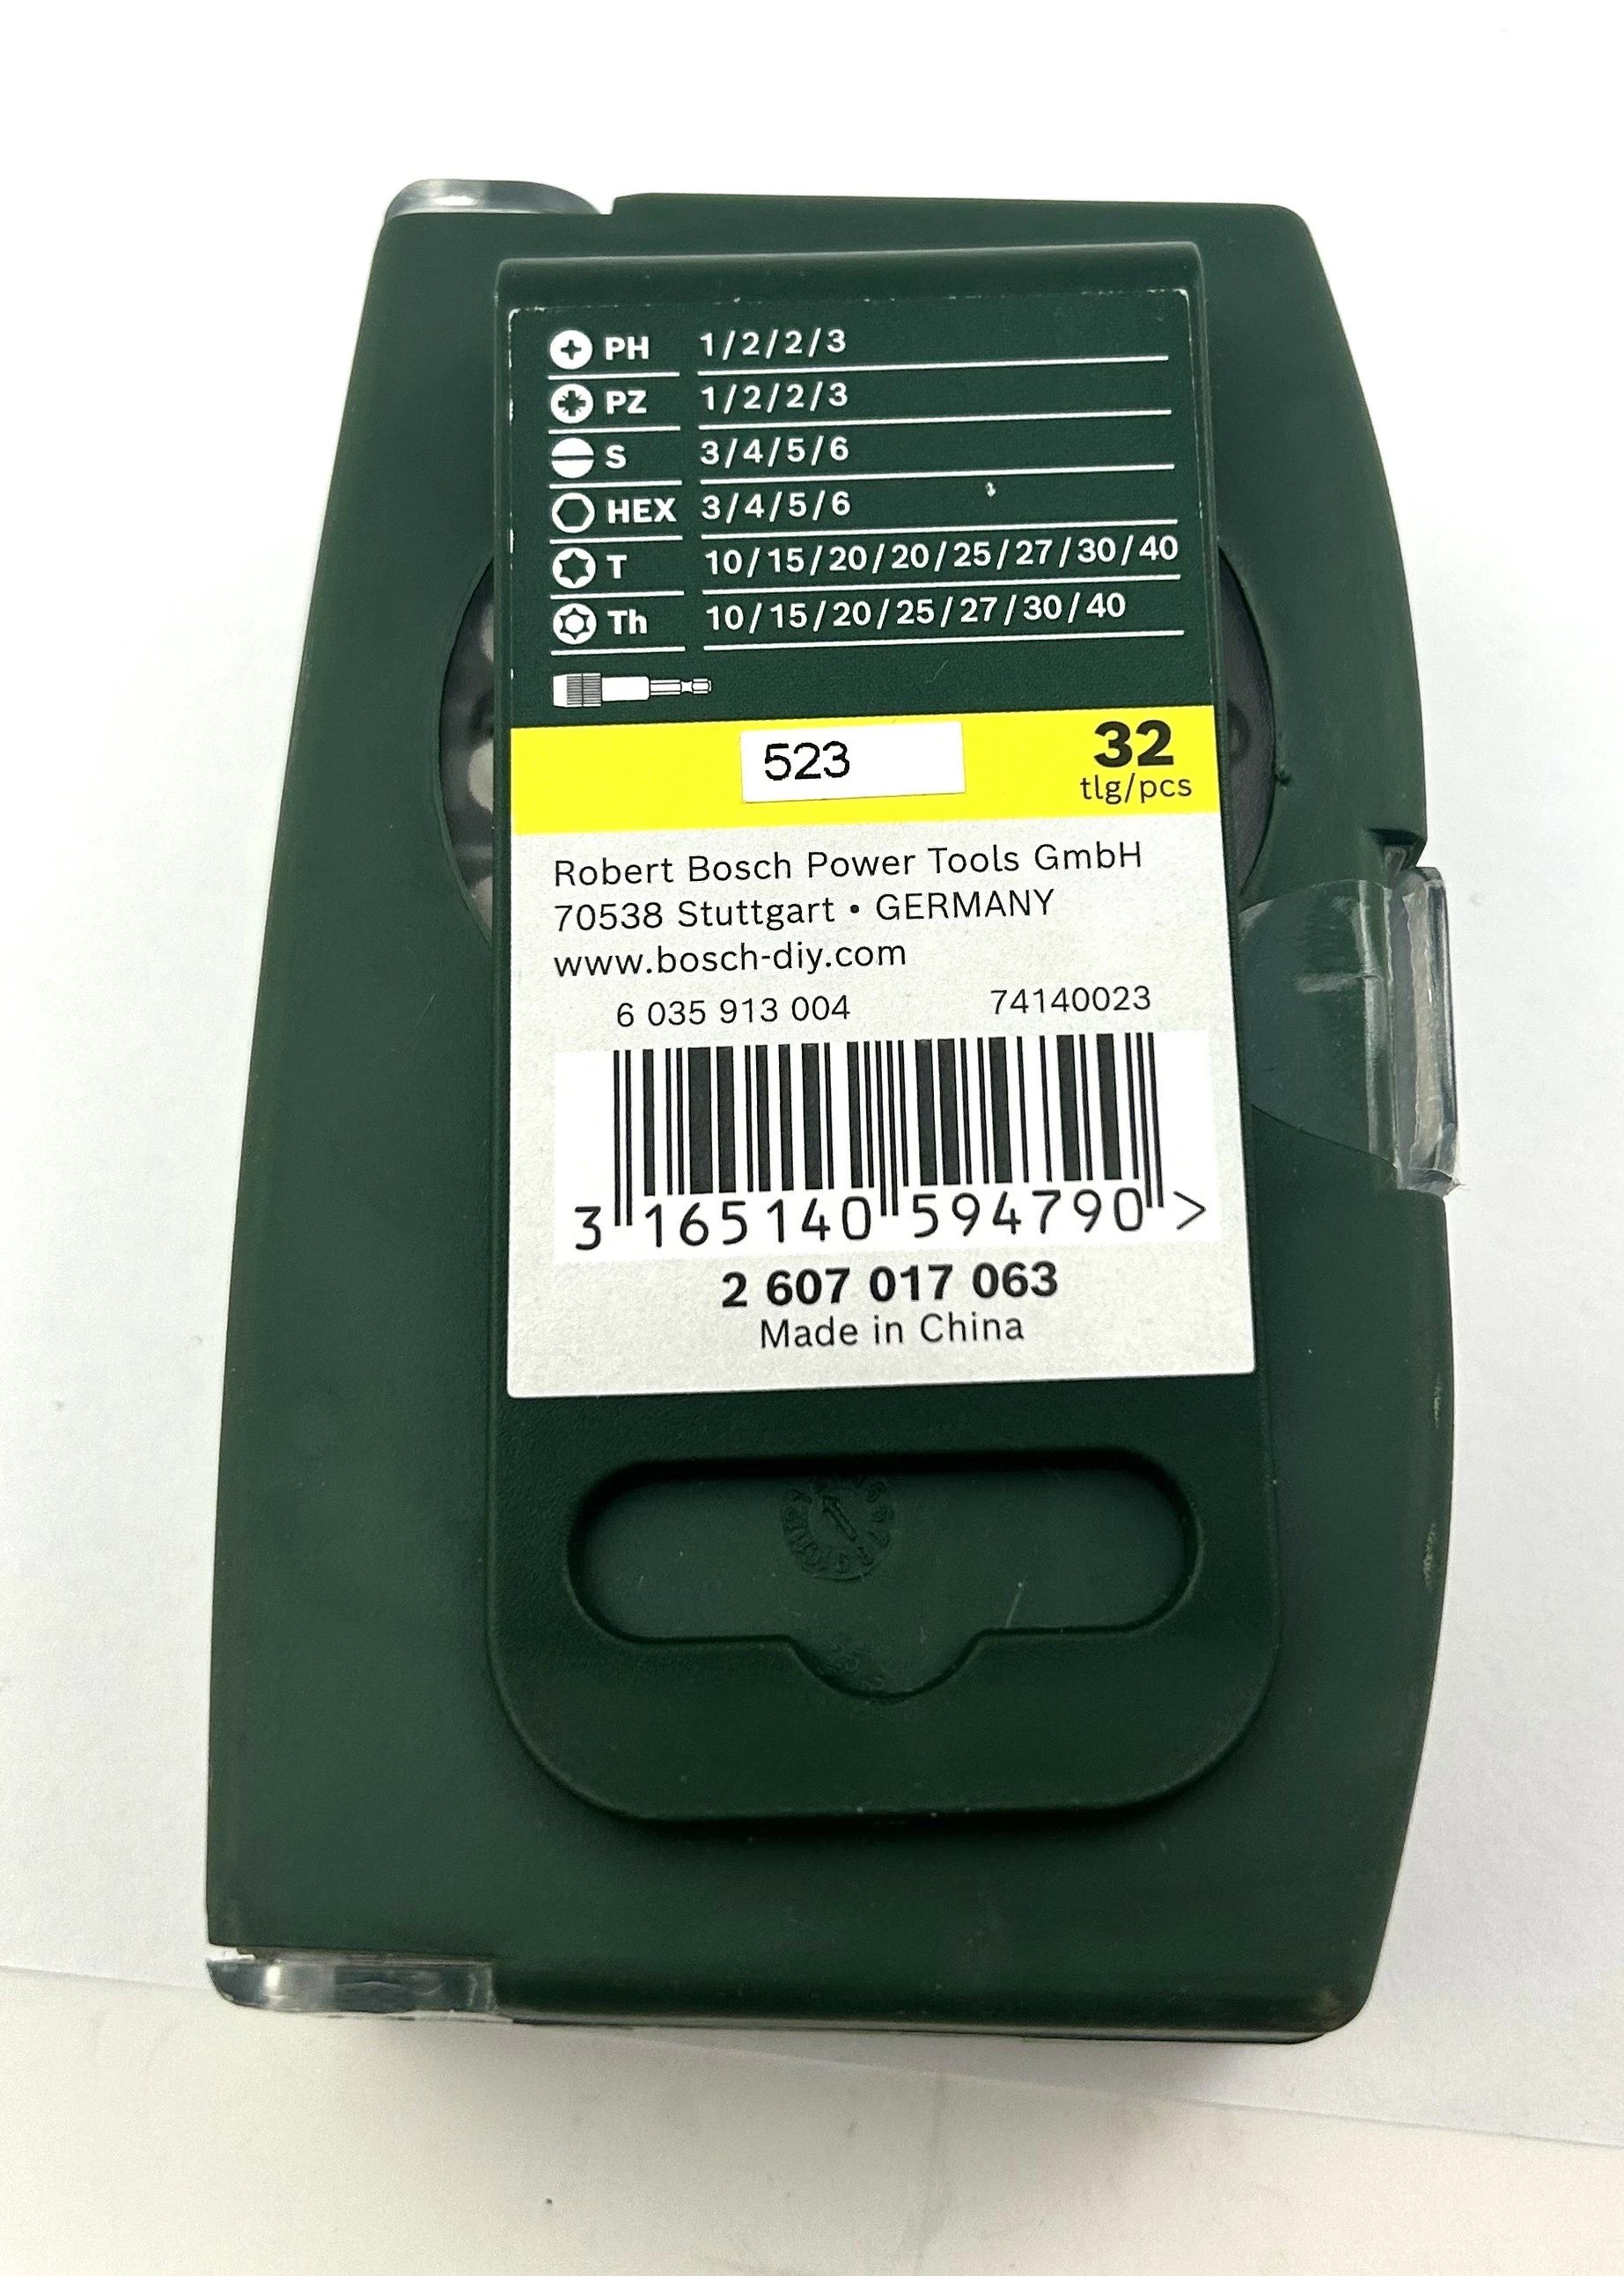 PH 1/2/2/3
PZ 1/2/2/3
S 3/4/5/6
HEX 3/4/5/6
T 10/15/20/20/25/27/30/40
Th 10/15/20/25/27/30/40
523
32
tlg/pcs
Robert Bosch Power Tools GmbH
70538 Stuttgart • GERMANY
www.bosch-diy.com
6 035 913 004 74140023
3 165140 594790 >
2 607 017 063
Made in China